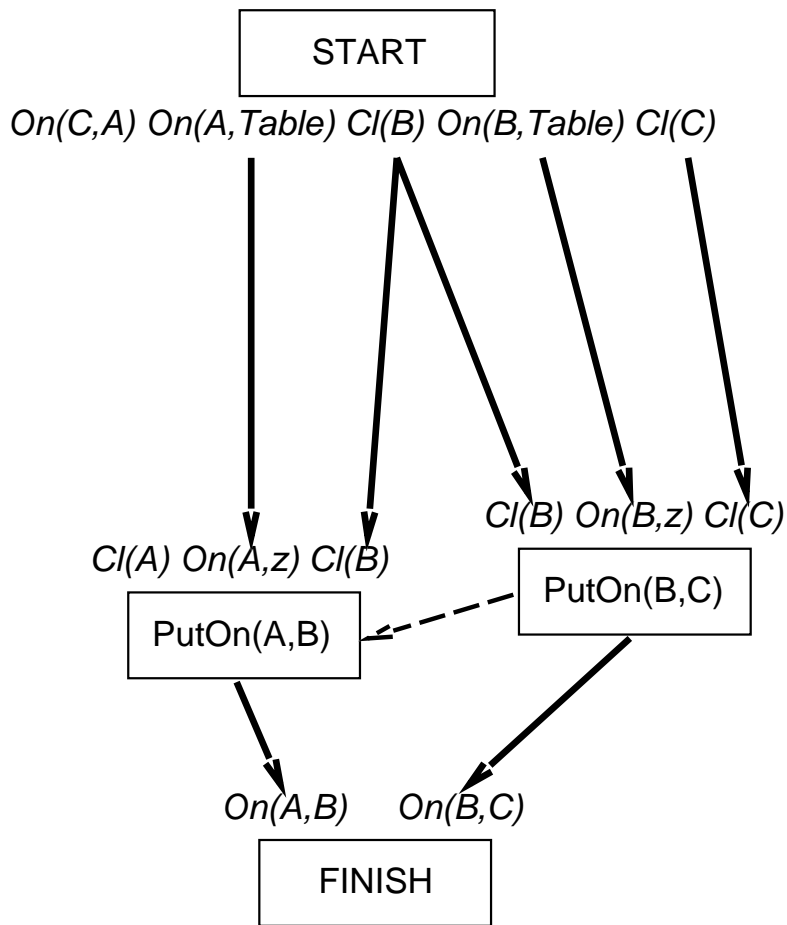 START
On(C,A) On(A,Table) Cl(B) On(B,Table) Cl(C)
Cl(B) On(B,z) Cl(C)
Cl(A) On(A,z) Cl(B)
PutOn(B,C)
PutOn(A,B)
On(A,B) On(B,C)
FINISH